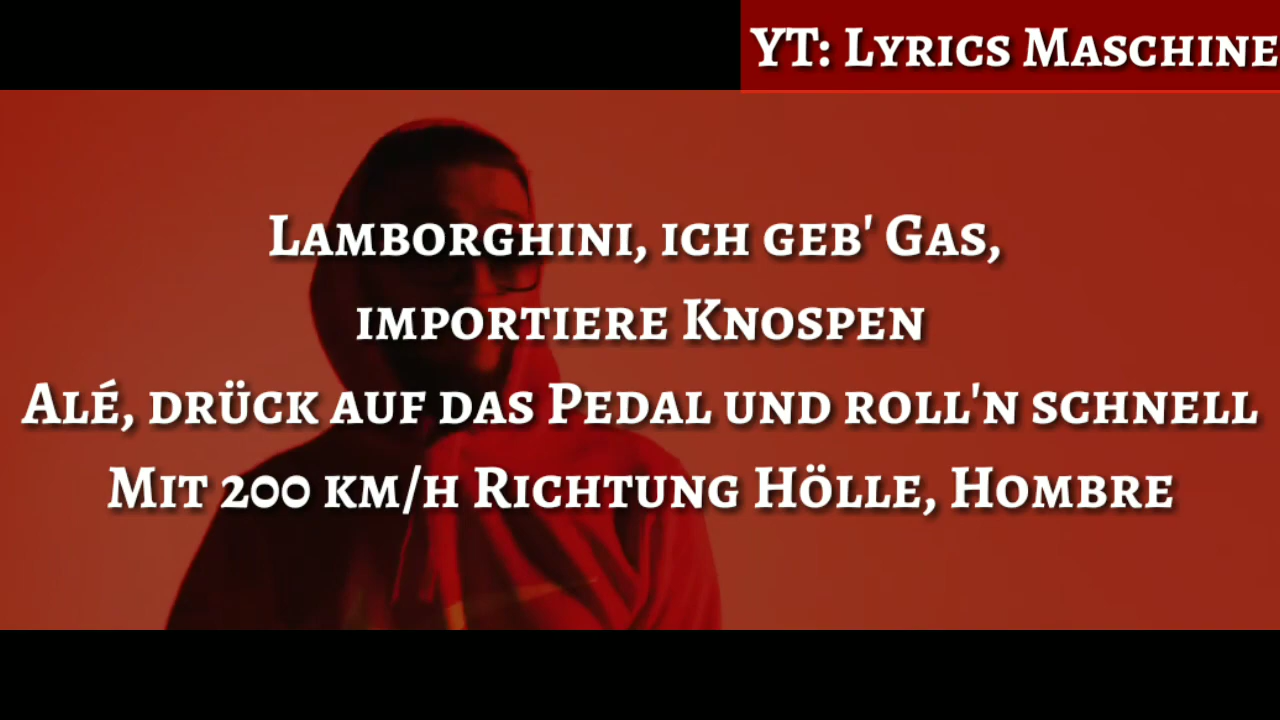 YT: Lyrics Maschine
Lamborghini, ich geb' Gas,
importiere Knospen
Alé, drück auf das Pedal und roll'n schnell
Mit 200 km/h Richtung Hölle, Hombre